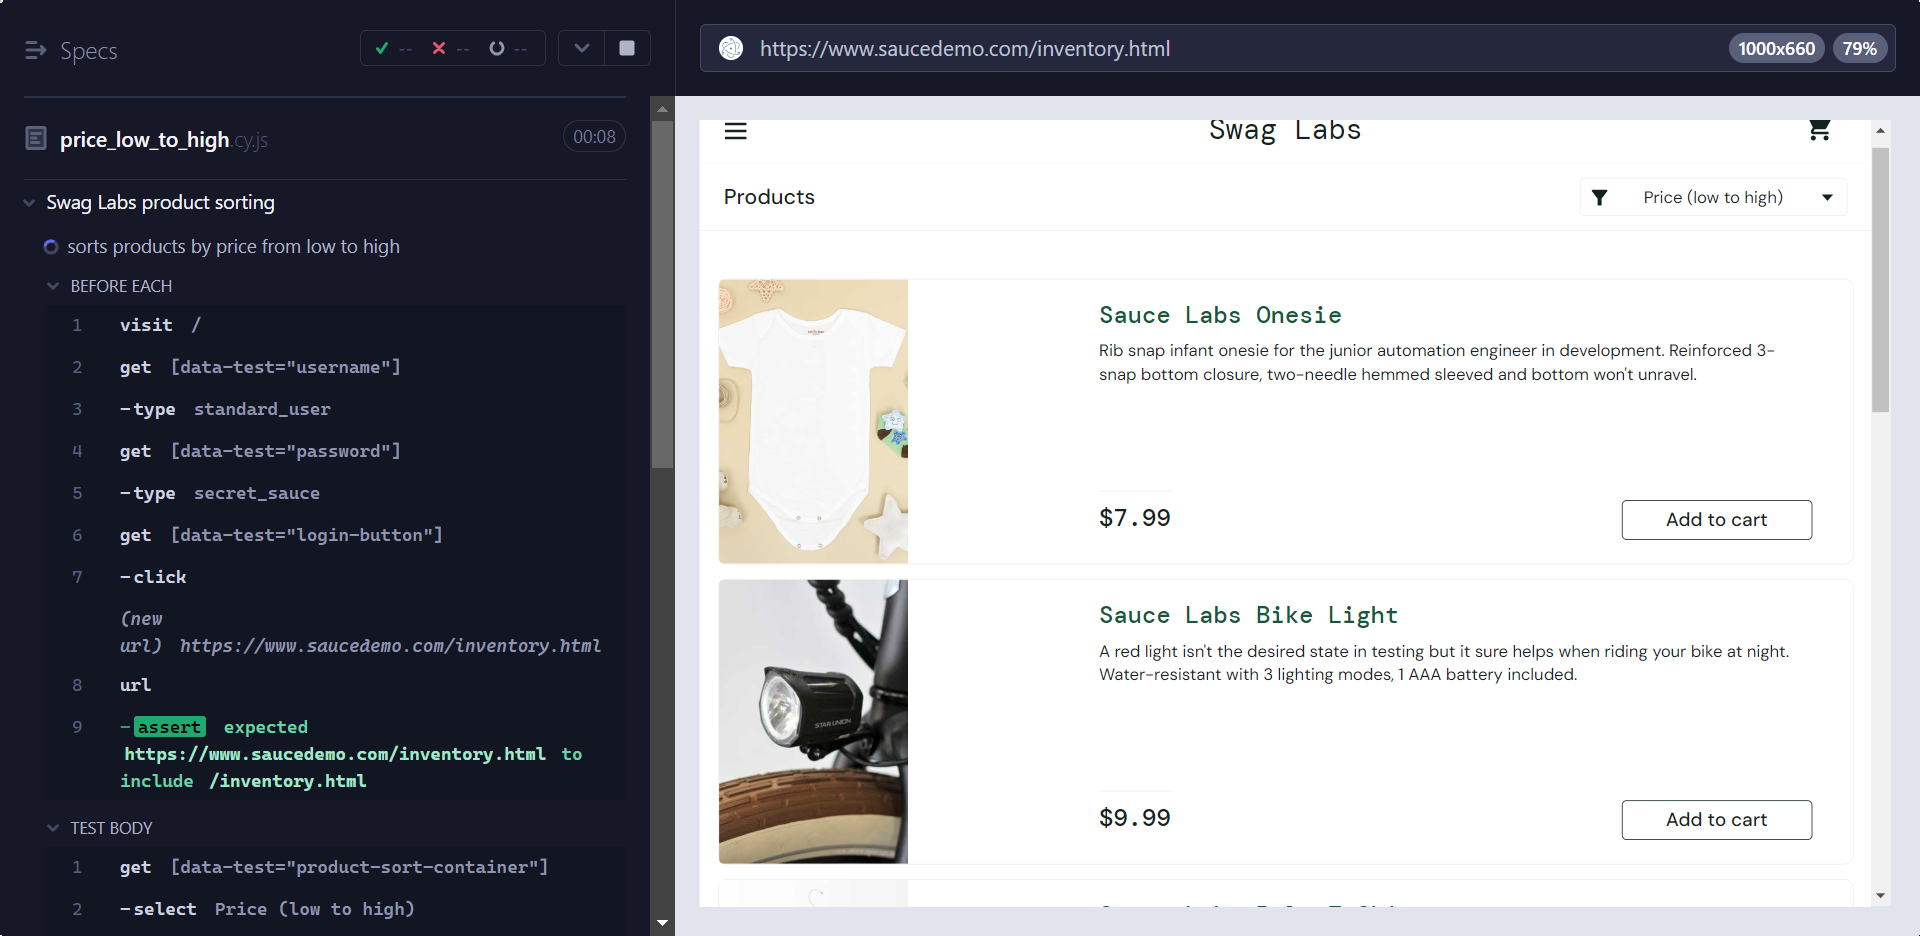 Specs
--
--
--
price_low_to_high.cy.js
00:08
Swag Labs product sorting
sorts products by price from low to high
BEFORE EACH
1 visit /
2 get [data-test="username"]
3 -type standard_user
4 get [data-test="password"]
5 -type secret_sauce
6 get [data-test="login-button"]
7 -click
(new
url) https://www.saucedemo.com/inventory.html
8 url
9 -assert expected
https://www.saucedemo.com/inventory.html to
include /inventory.html
TEST BODY
1 get [data-test="product-sort-container"]
2 -select Price (low to high)
https://www.saucedemo.com/inventory.html
1000x660
79%
Swag Labs
Products
Price (low to high)
Sauce Labs Onesie
Rib snap infant onesie for the junior automation engineer in development. Reinforced 3-
snap bottom closure, two-needle hemmed sleeved and bottom won't unravel.
$7.99
Add to cart
Sauce Labs Bike Light
A red light isn't the desired state in testing but it sure helps when riding your bike at night.
Water-resistant with 3 lighting modes, 1 AAA battery included.
STAR UNION
$9.99
Add to cart